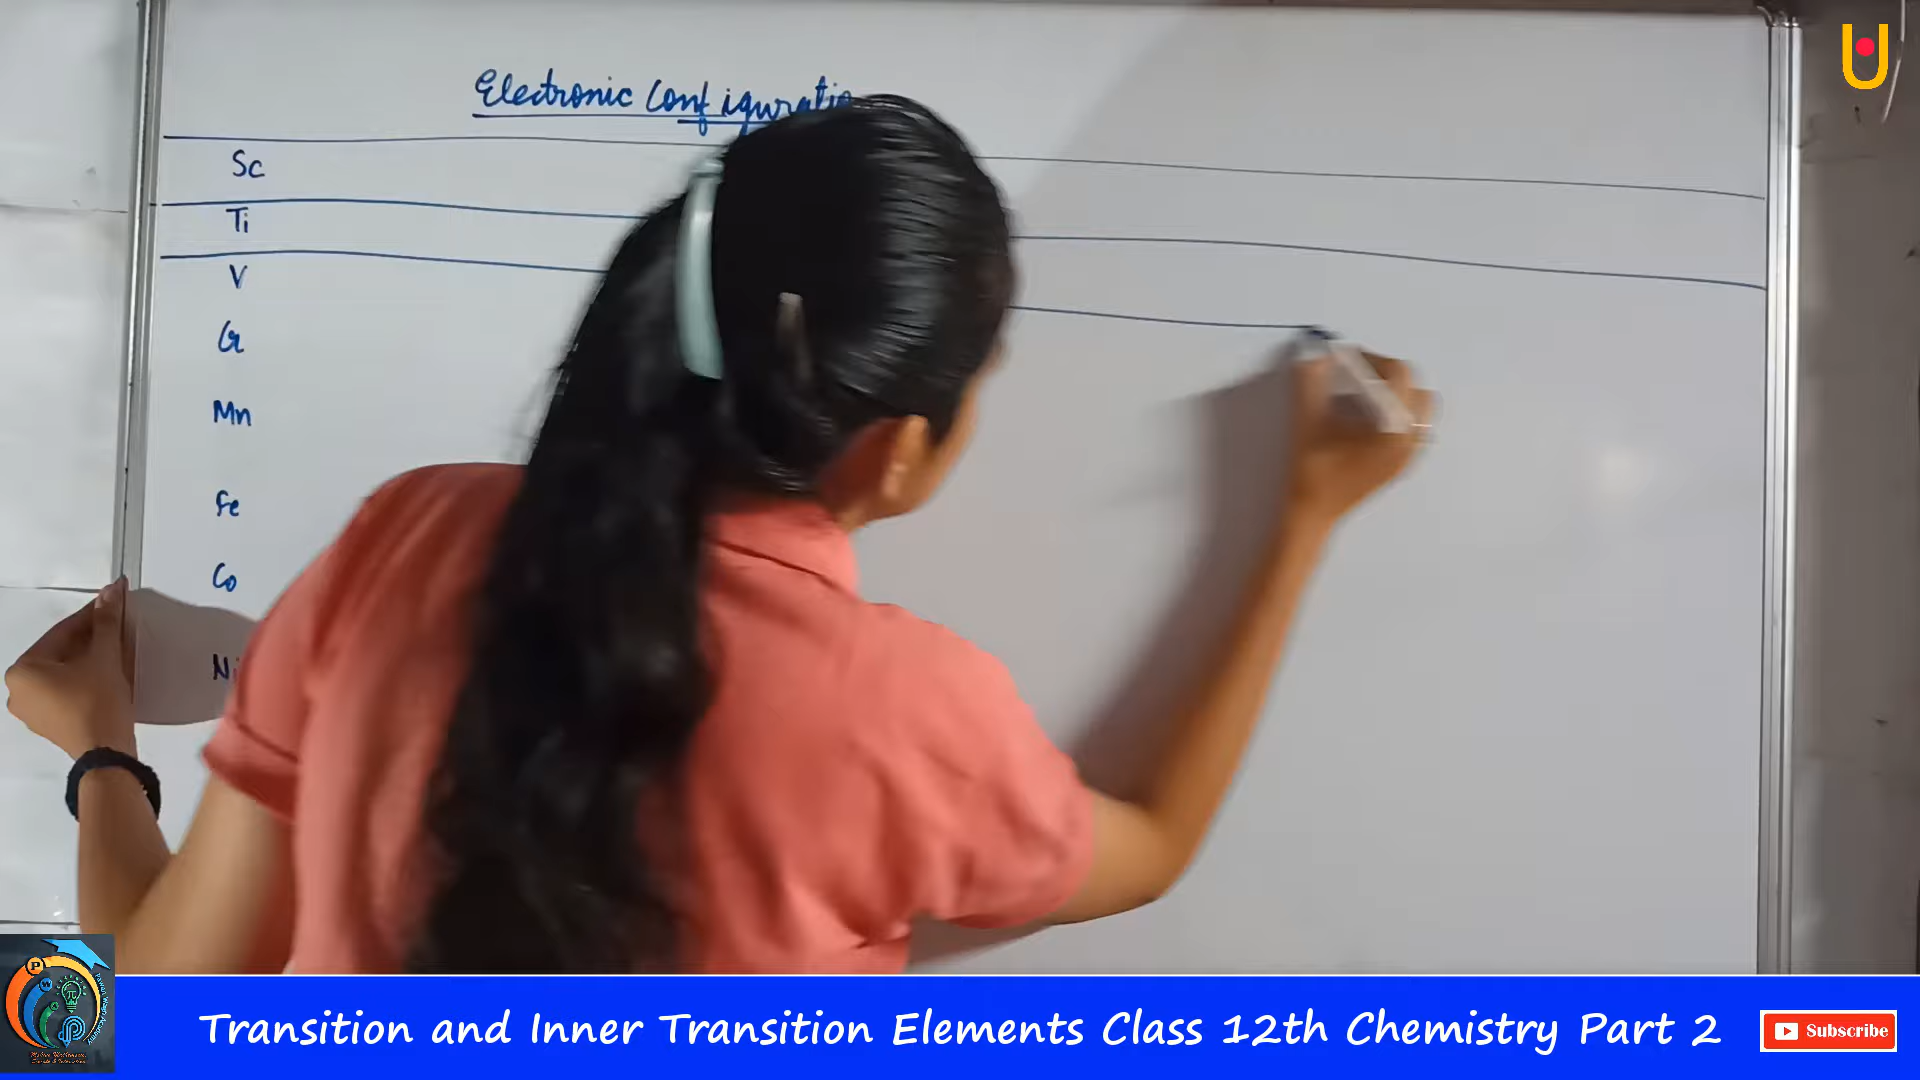 Electronic Configuratio
Sc
Ti
V
Cr
Mn
Fe
Co
Ni
Transition and Inner Transition Elements Class 12th Chemistry Part 2
Subscribe